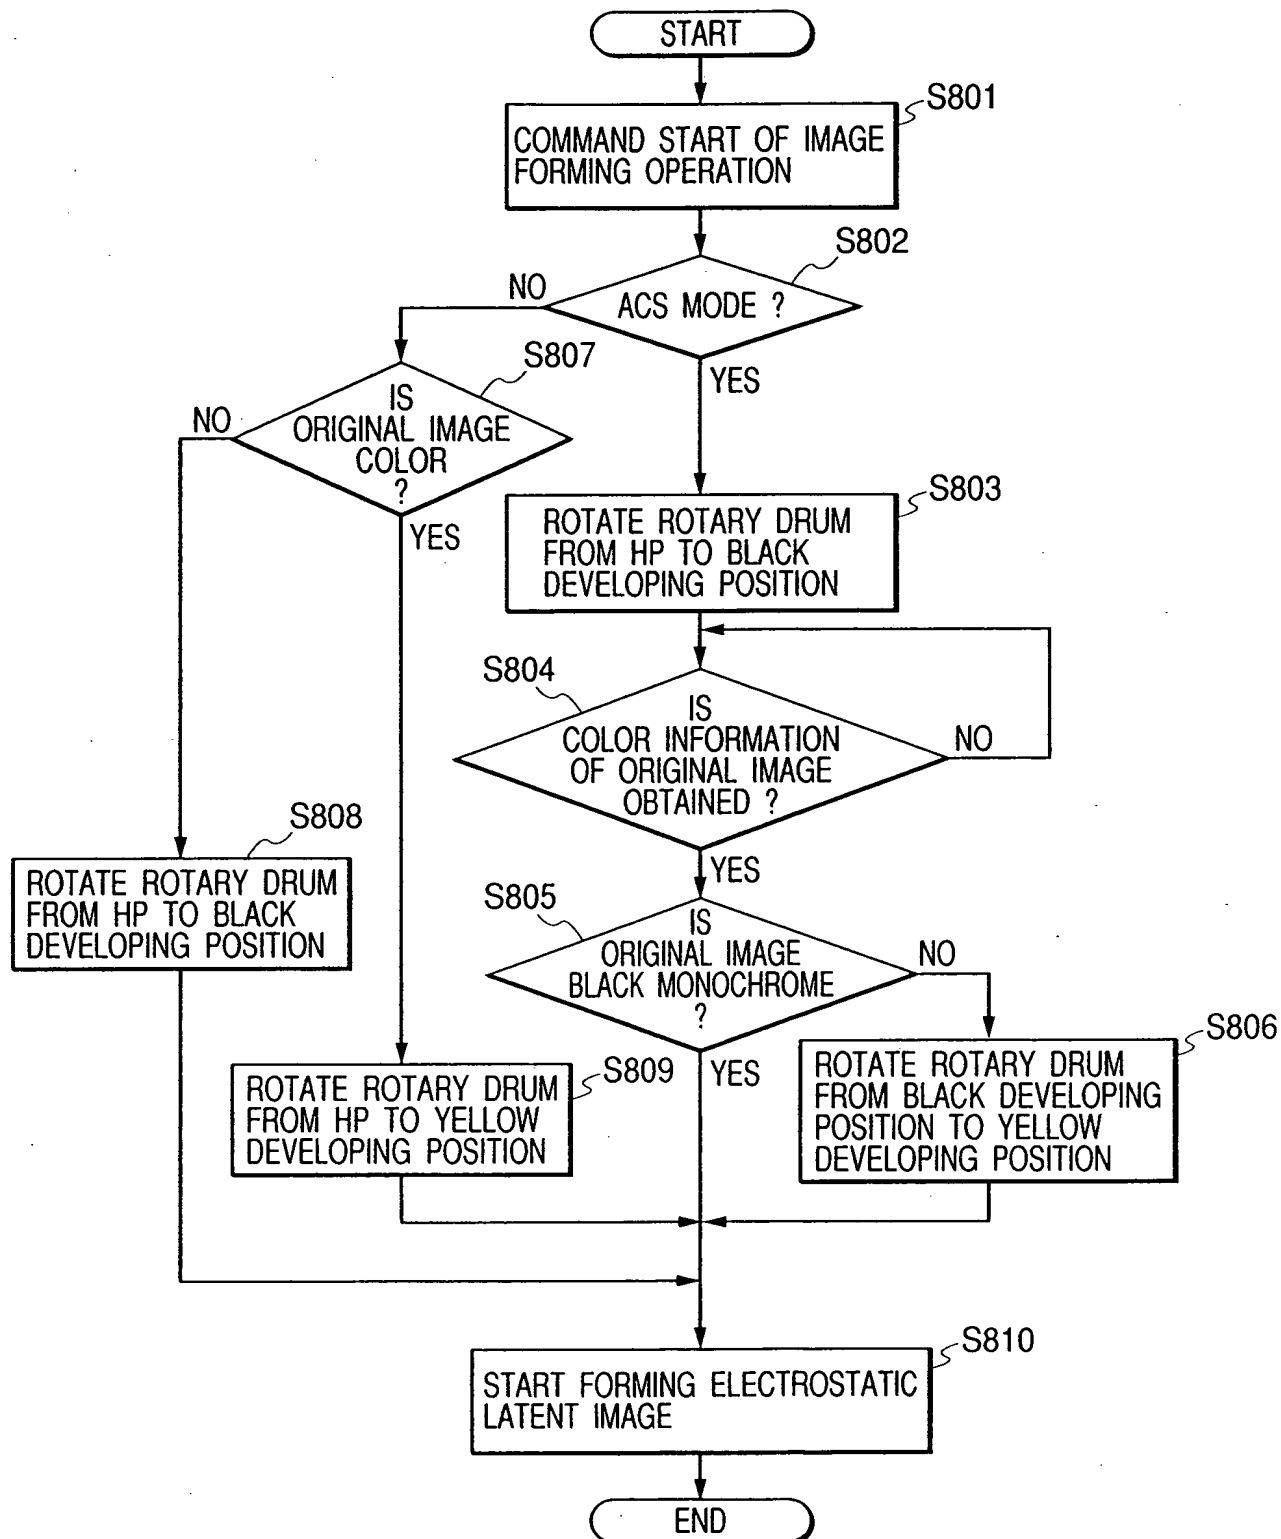 START
S801
COMMAND START OF IMAGE
FORMING OPERATION
S802
NO
ACS MODE ?
YES
S807
NO
IS
ORIGINAL IMAGE
COLOR
?
YES
S803
ROTATE ROTARY DRUM
FROM HP TO BLACK
DEVELOPING POSITION
S804
IS
COLOR INFORMATION
OF ORIGINAL IMAGE
OBTAINED ?
NO
YES
S808
ROTATE ROTARY DRUM
FROM HP TO BLACK
DEVELOPING POSITION
S805
IS
ORIGINAL IMAGE
BLACK MONOCHROME
?
NO
YES
S809
ROTATE ROTARY DRUM
FROM HP TO YELLOW
DEVELOPING POSITION
S806
ROTATE ROTARY DRUM
FROM BLACK DEVELOPING
POSITION TO YELLOW
DEVELOPING POSITION
S810
START FORMING ELECTROSTATIC
LATENT IMAGE
END